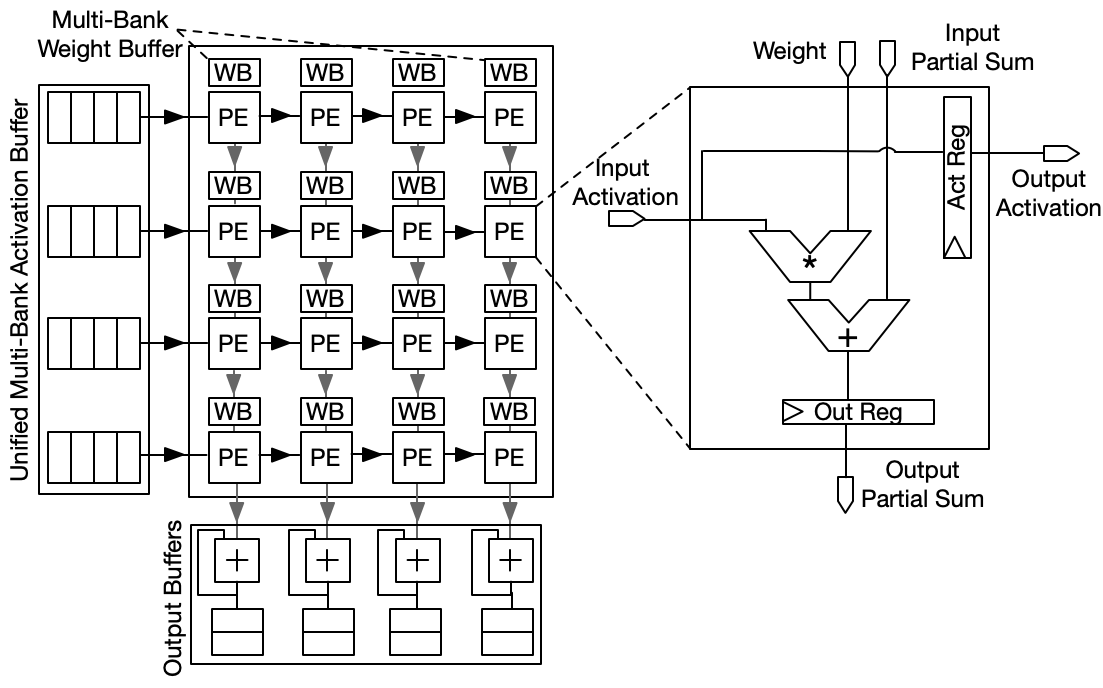 Multi-Bank
Weight Buffer
WB WB WB WB
PE PE PE PE
WB WB WB WB
PE PE PE PE
WB WB WB WB
PE PE PE PE
WB WB WB WB
PE PE PE PE
+ + + +
Unified Multi-Bank Activation Buffer
Output Buffers
Weight
Input
Partial Sum
Input
Activation
Act Reg
Output
Activation
*
+
Out Reg
Output
Partial Sum